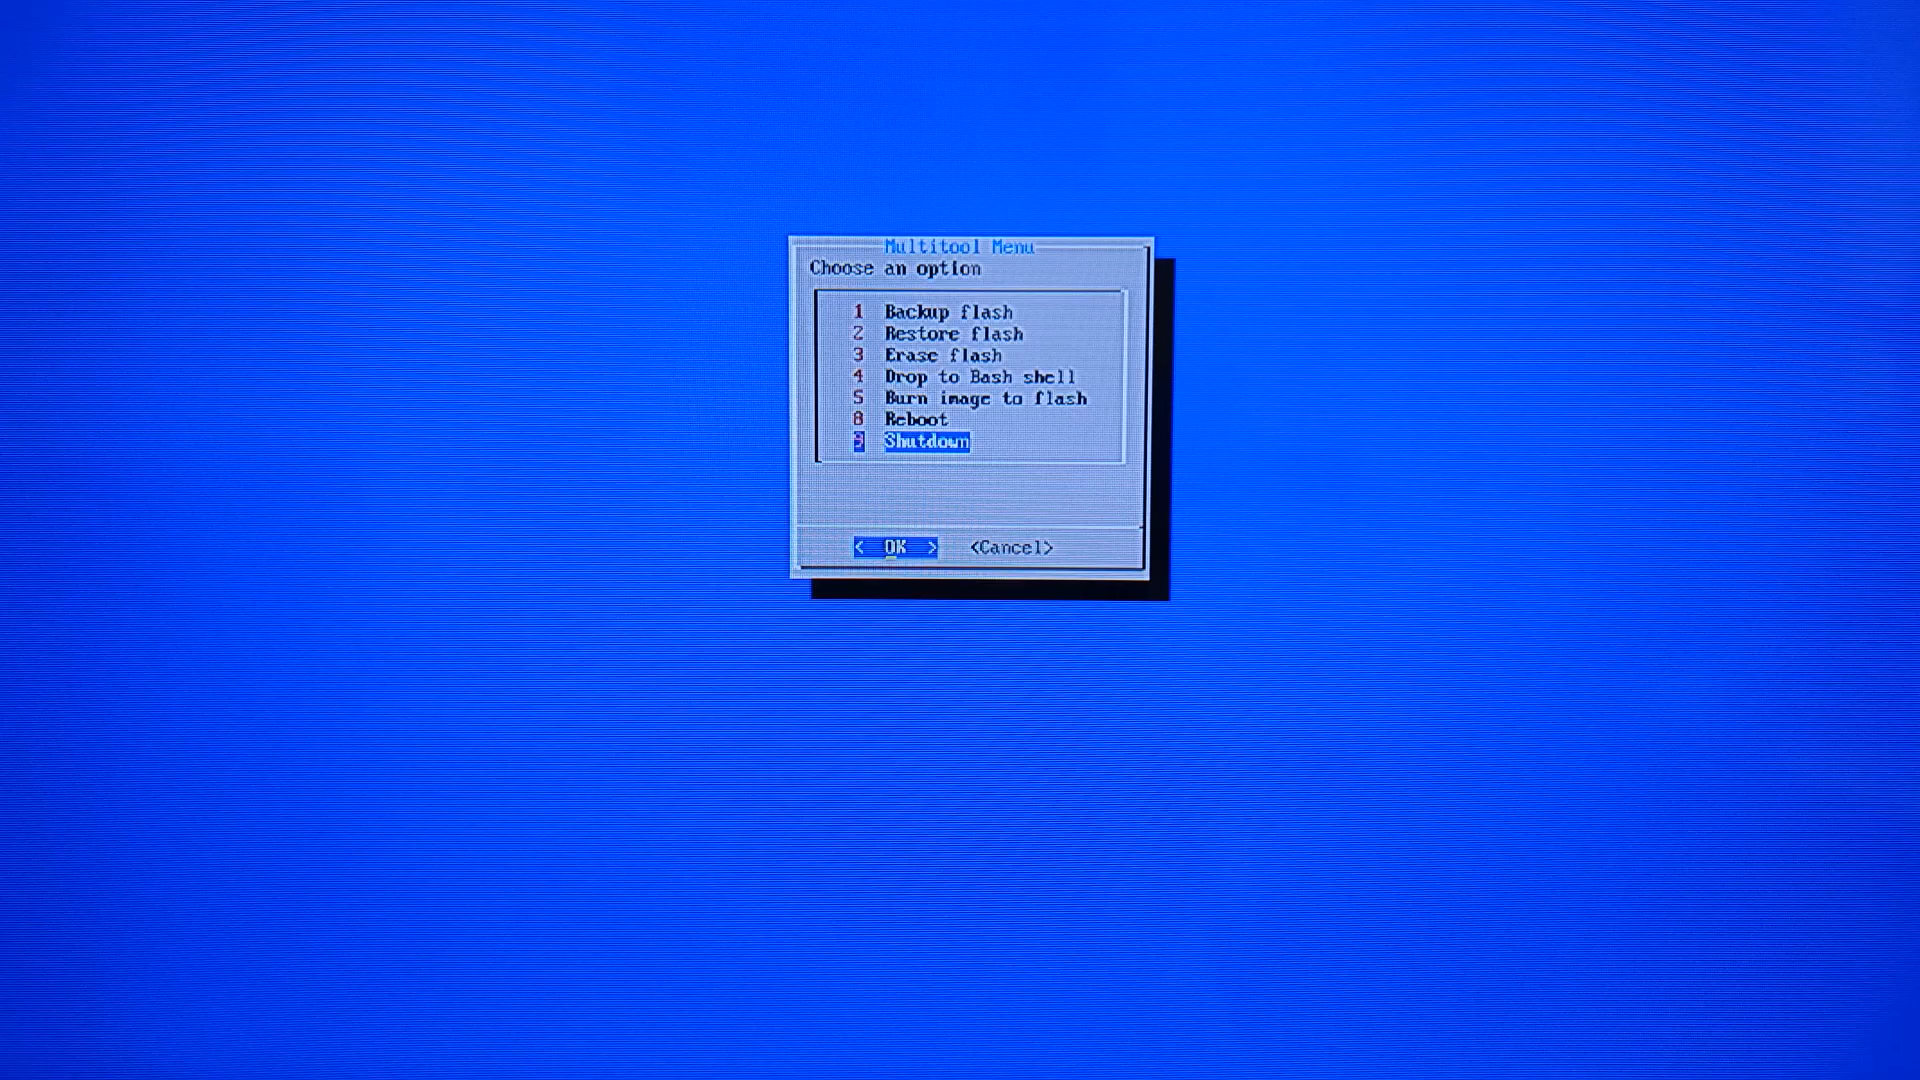 Multitool Menu
Choose an option
1 Backup flash
2 Restore flash
3 Erase flash
4 Drop to Bash shell
5 Burn image to flash
8 Reboot
9 Shutdown
< OK > <Cancel>